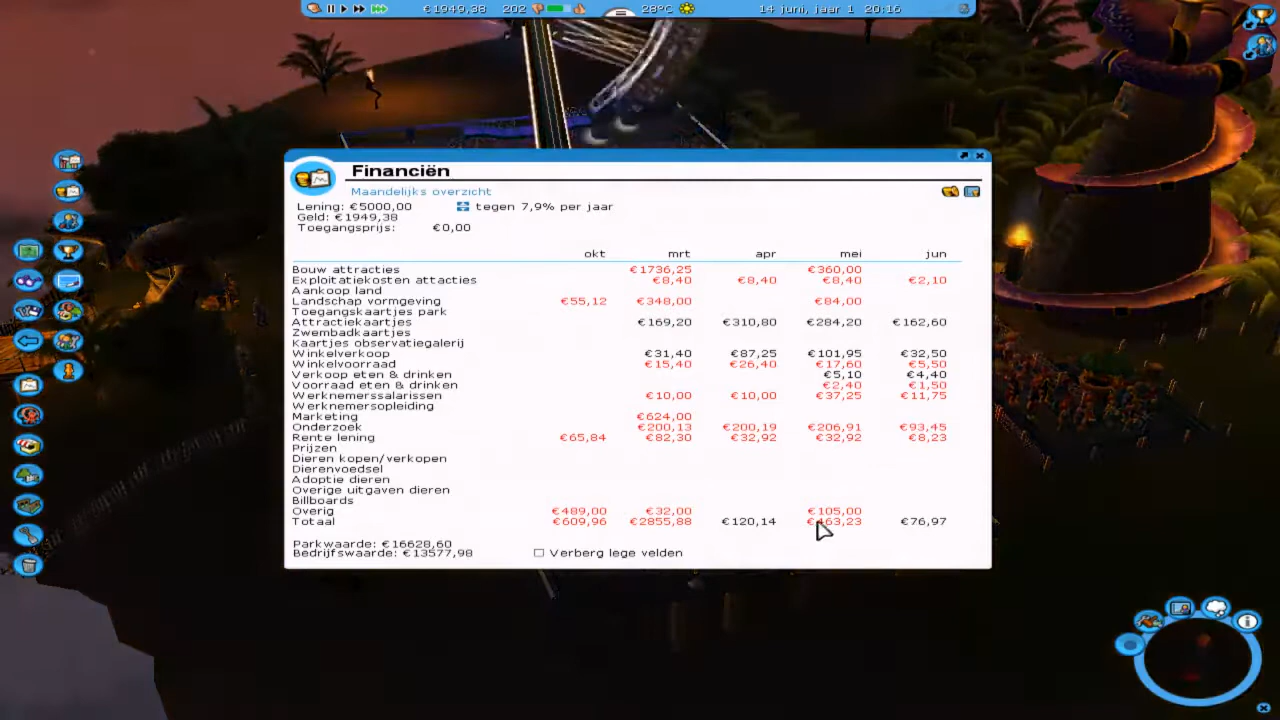 €1949,38 202 28°C 14 juni, jaar 1 20:16
Financiën
Maandelijks overzicht
Lening: €5000,00 tegen 7,9% per jaar
Geld: €1949,38
Toegangsprijs: €0,00
okt mrt apr mei jun
Bouw attracties €1736,25 €360,00
Exploitatiekosten attacties €8,40 €8,40 €8,40 €2,10
Aankoop land
Landschap vormgeving €55,12 €348,00 €84,00
Toegangskaartjes park
Attractiekaartjes €169,20 €310,80 €284,20 €162,60
Zwembadkaartjes
Kaartjes observatiegalerij
Winkelverkoop €31,40 €87,25 €101,95 €32,50
Winkelvoorraad €15,40 €26,40 €17,60 €5,50
Verkoop eten & drinken €5,10 €4,40
Voorraad eten & drinken €2,40 €1,50
Werknemerssalarissen €10,00 €10,00 €37,25 €11,75
Werknemersopleiding
Marketing €624,00
Onderzoek €200,13 €200,19 €206,91 €93,45
Rente lening €65,84 €82,30 €32,92 €32,92 €8,23
Prijzen
Dieren kopen/verkopen
Dierenvoedsel
Adoptie dieren
Overige uitgaven dieren
Billboards
Overig €489,00 €32,00 €105,00
Totaal €609,96 €2855,88 €120,14 €463,23 €76,97
Parkwaarde: €16628,60
Bedrijfswaarde: €13577,98 Verberg lege velden